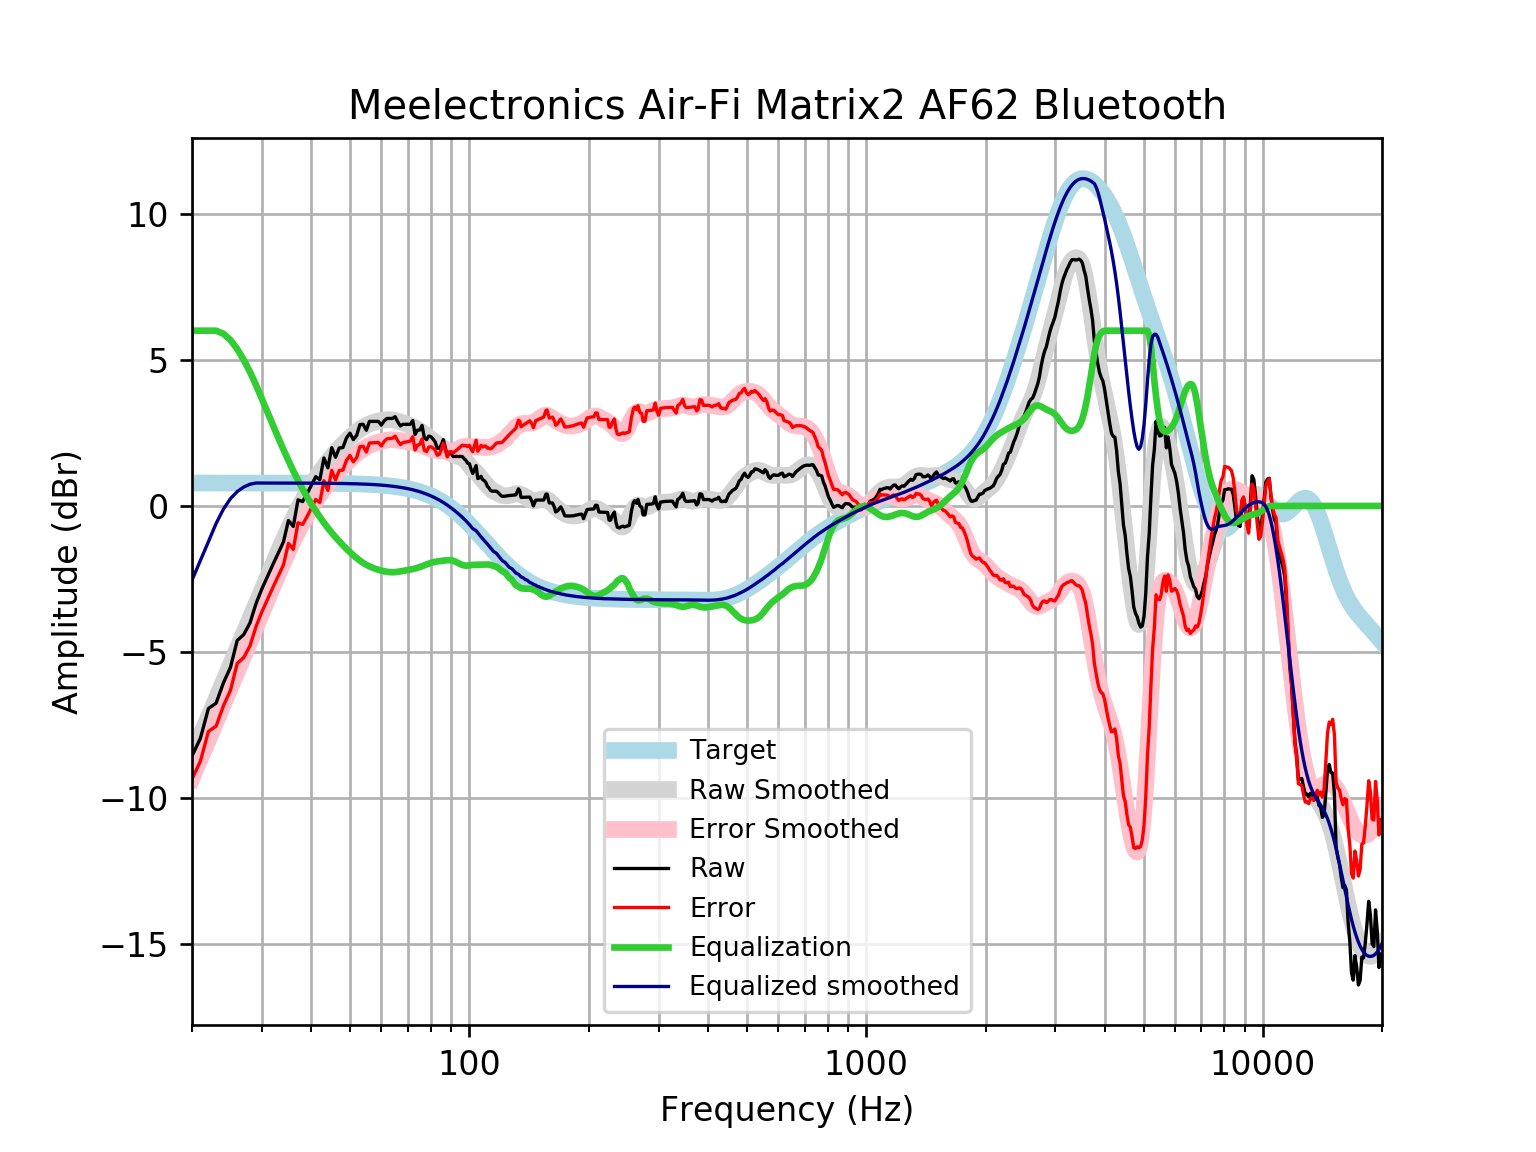 Meelectronics Air-Fi Matrix2 AF62 Bluetooth
Amplitude (dBr)
10
5
0
−5
−10
−15
Target
Raw Smoothed
Error Smoothed
Raw
Error
Equalization
Equalized smoothed
100 1000 10000
Frequency (Hz)